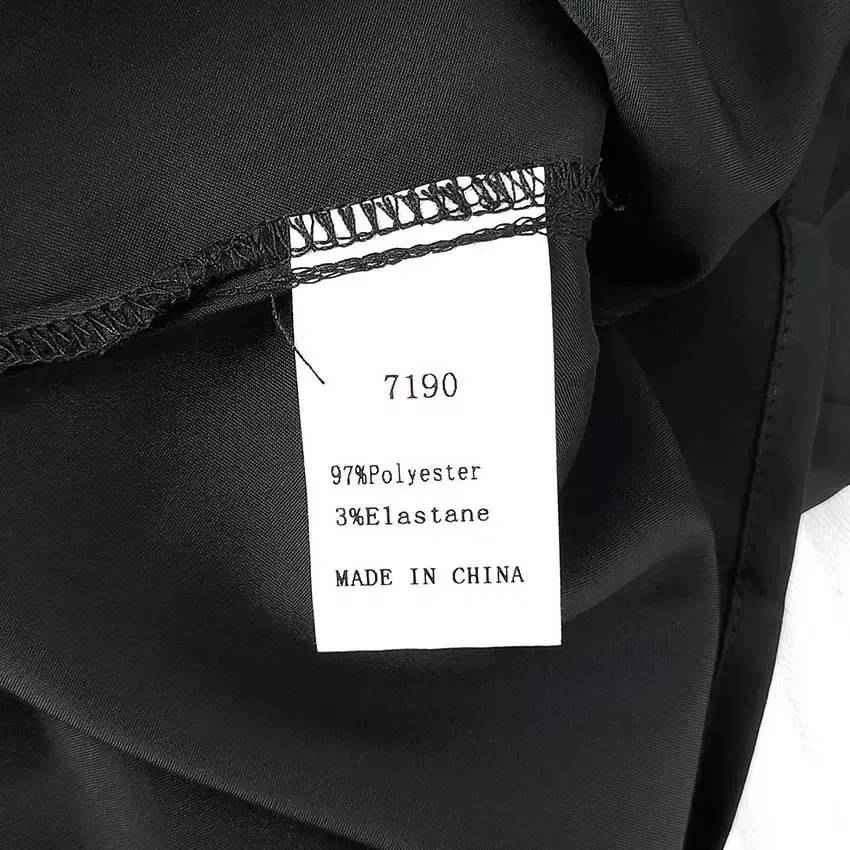 7190
97%Polyester
3%Elastane
MADE IN CHINA